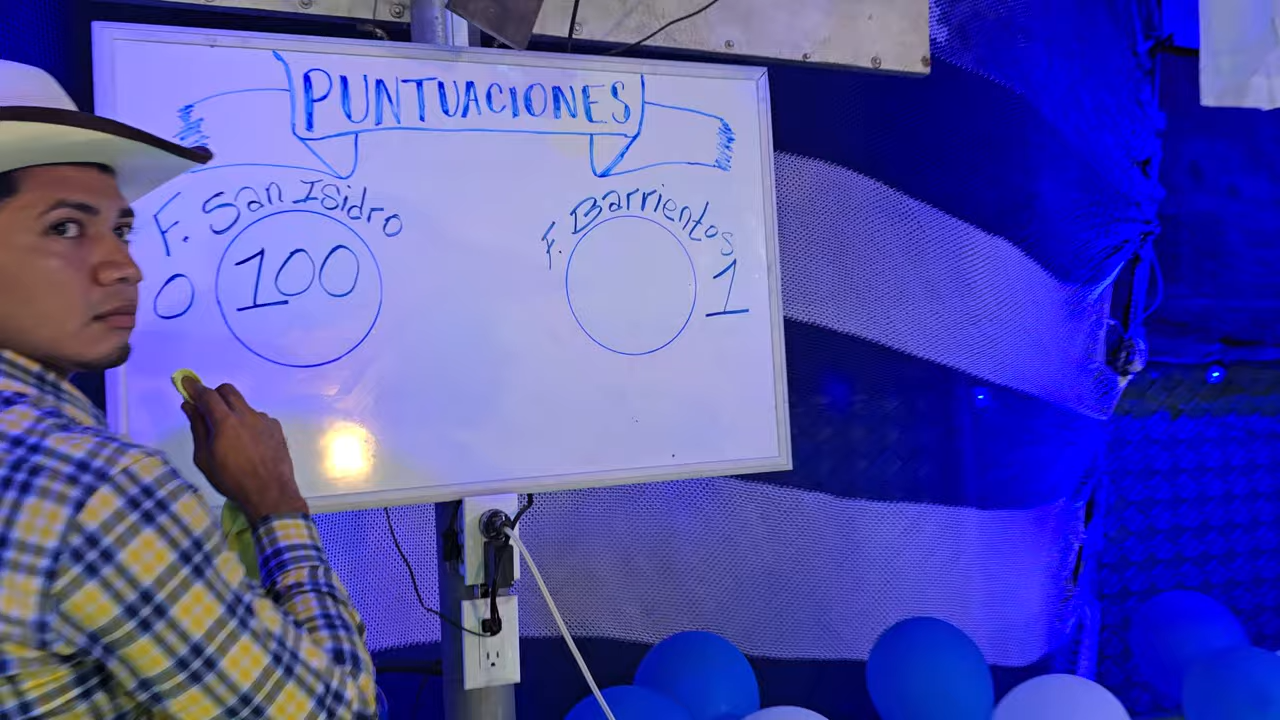 PUNTUACIONES
F. San Isidro
F. Barrientos
0 100
1